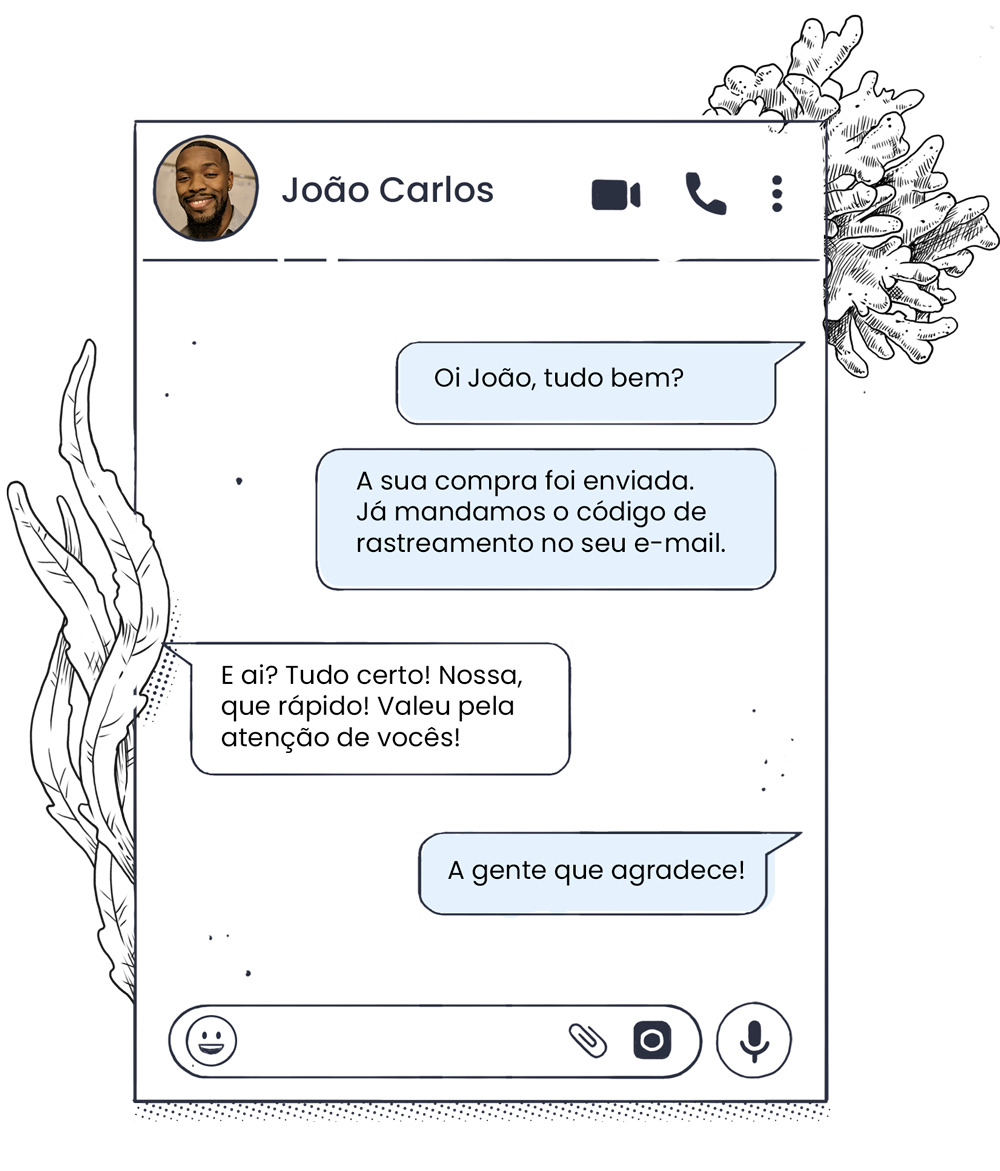 João Carlos
Oi João, tudo bem?
A sua compra foi enviada.
Já mandamos o código de
rastreamento no seu e-mail.
E ai? Tudo certo! Nossa,
que rápido! Valeu pela
atenção de vocês!
A gente que agradece!